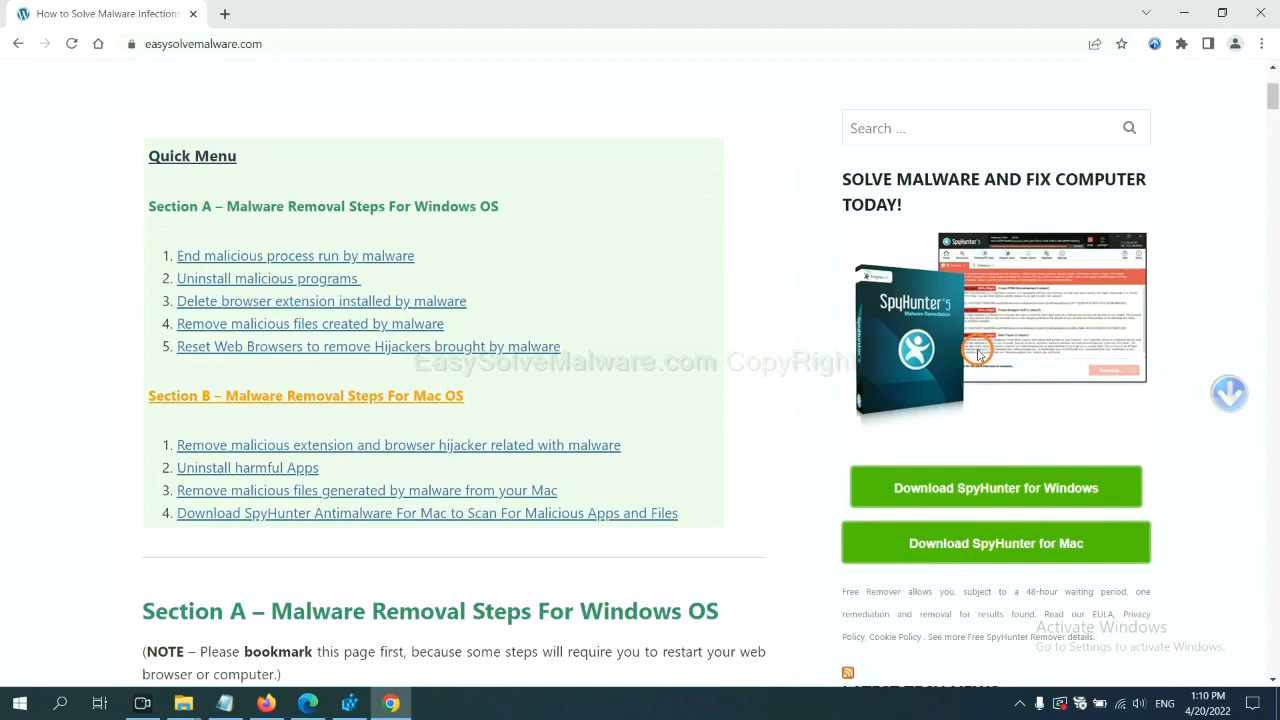 How to Solve Malware Infections
easysolvemalware.com
Search ...
Quick Menu
SOLVE MALWARE AND FIX COMPUTER
TODAY!
Section A – Malware Removal Steps For Windows OS
1. End malicious process run by malware
2. Uninstall malicious programs
3. Delete browser extension installed by malware
4. Remove malicious files created by malware
5. Reset Web Browser to Remove Hijackers brought by malware
SpyHunter 5
Malware Remediation
SpyHunter 5
Section B – Malware Removal Steps For Mac OS
1. Remove malicious extension and browser hijacker related with malware
2. Uninstall harmful Apps
3. Remove malicious files generated by malware from your Mac
4. Download SpyHunter Antimalware For Mac to Scan For Malicious Apps and Files
Download SpyHunter for Windows
Download SpyHunter for Mac
Free Remover allows you, subject to a 48-hour waiting period, one
remediation and removal for results found. Read our EULA, Privacy
Policy, Cookie Policy . See more Free SpyHunter Remover details.
Section A – Malware Removal Steps For Windows OS
(NOTE – Please bookmark this page first, because some steps will require you to restart your web
browser or computer.)
Activate Windows
Go to Settings to activate Windows.
LATEST TECH NEWS
ENG
1:10 PM
4/20/2022